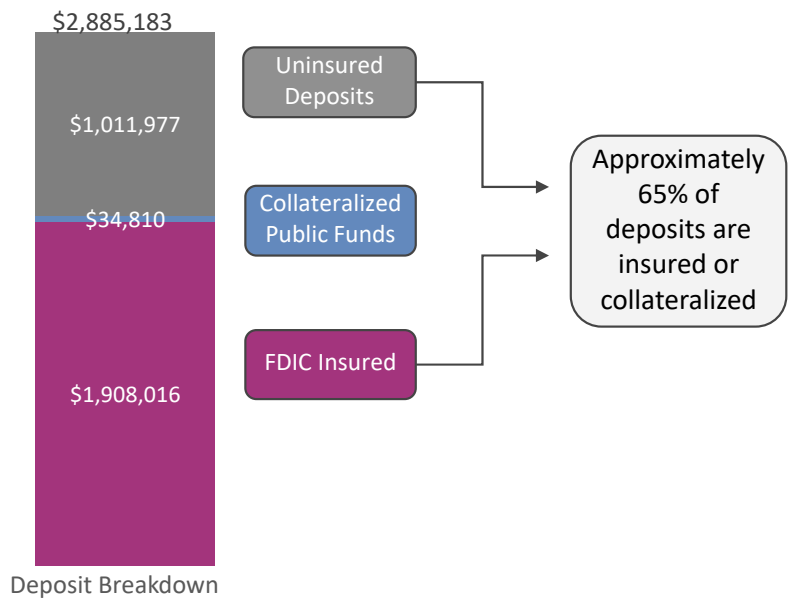 $2,885,183
$1,011,977
$34,810
$1,908,016
Deposit Breakdown
Uninsured
Deposits
Collateralized
Public Funds
FDIC Insured
Approximately
65% of
deposits are
insured or
collateralized